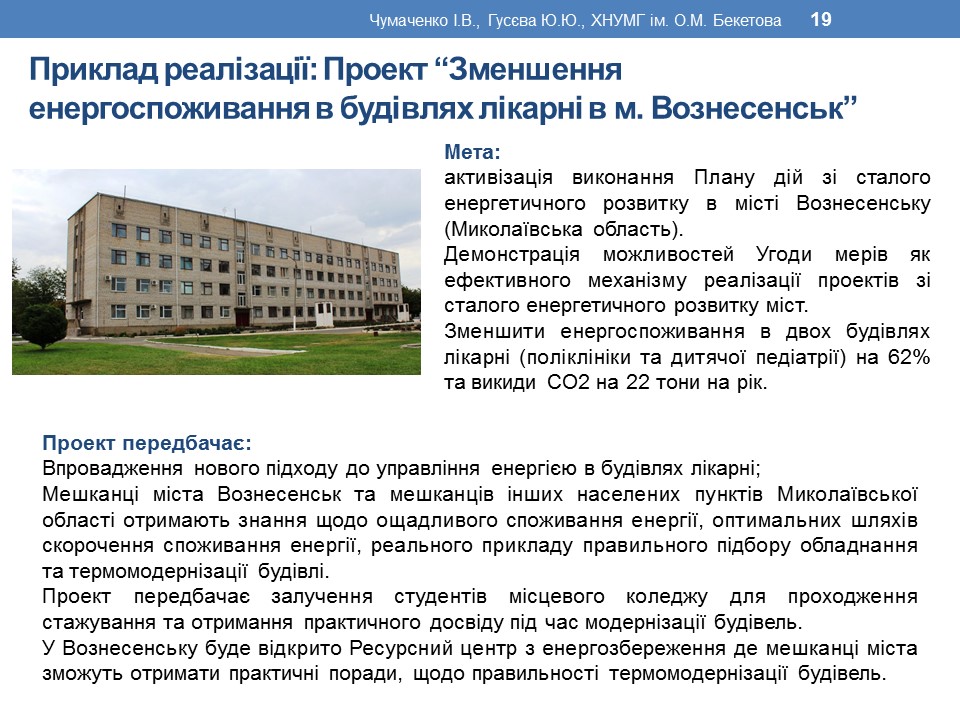 Чумаченко І.В., Гусєва Ю.Ю., ХНУМГ ім. О.М. Бекетова 19
Приклад реалізації: Проект “Зменшення
енергоспоживання в будівлях лікарні в м. Вознесенськ”
Мета:
активізація виконання Плану дій зі сталого
енергетичного розвитку в місті Вознесенську
(Миколаївська область).
Демонстрація можливостей Угоди мерів як
ефективного механізму реалізації проектів зі
сталого енергетичного розвитку міст.
Зменшити енергоспоживання в двох будівлях
лікарні (поліклініки та дитячої педіатрії) на 62%
та викиди СО2 на 22 тони на рік.
Проект передбачає:
Впровадження нового підходу до управління енергією в будівлях лікарні;
Мешканці міста Вознесенськ та мешканців інших населених пунктів Миколаївської
області отримають знання щодо ощадливого споживання енергії, оптимальних шляхів
скорочення споживання енергії, реального прикладу правильного підбору обладнання
та термомодернізації будівлі.
Проект передбачає залучення студентів місцевого коледжу для проходження
стажування та отримання практичного досвіду під час модернізації будівель.
У Вознесенську буде відкрито Ресурсний центр з енергозбереження де мешканці міста
зможуть отримати практичні поради, щодо правильності термомодернізації будівель.